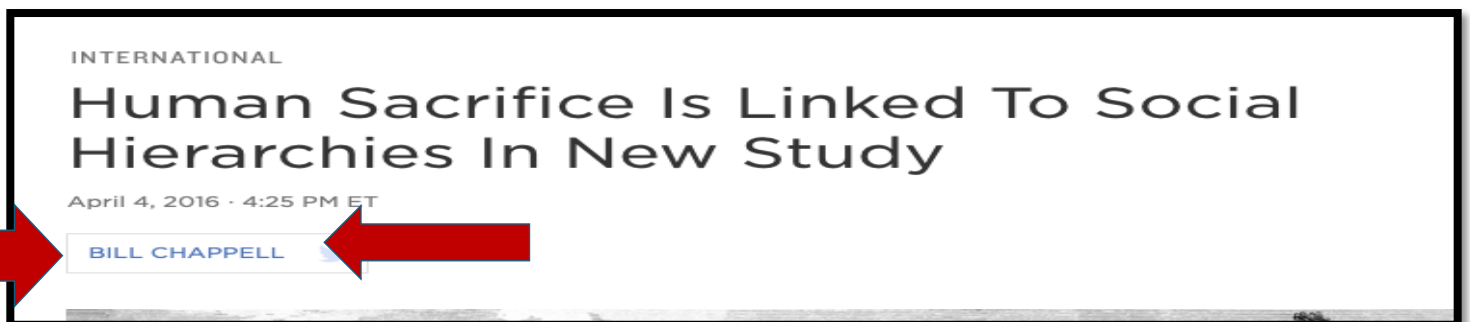 INTERNATIONAL
Human Sacrifice Is Linked To Social
Hierarchies In New Study
April 4, 2016 · 4:25 PM ET
BILL CHAPPELL